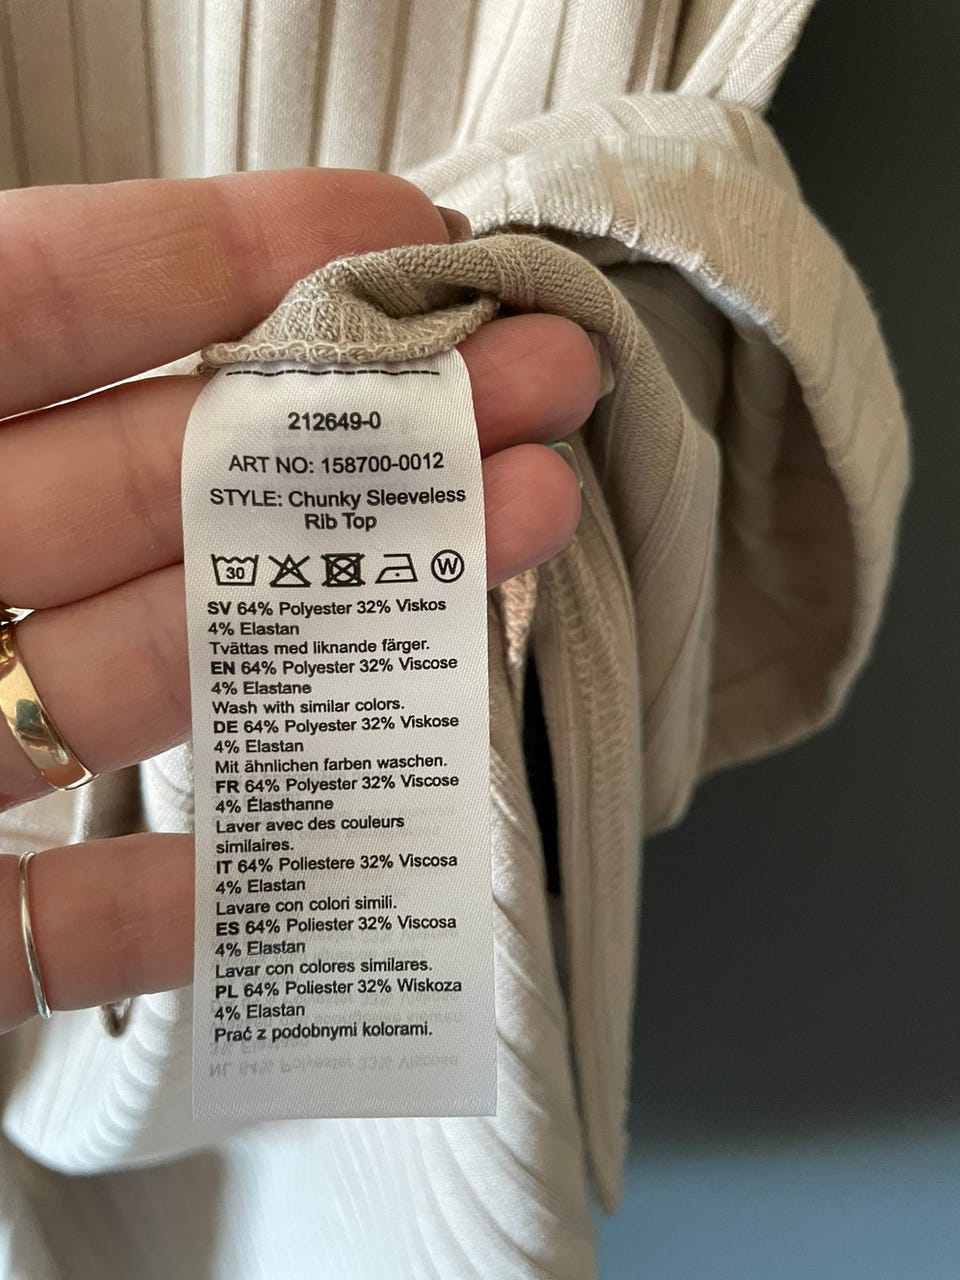 212649-0
ART NO: 158700-0012
STYLE: Chunky Sleeveless
Rib Top
30 W
SV 64% Polyester 32% Viskos
4% Elastan
Tvättas med liknande färger.
EN 64% Polyester 32% Viscose
4% Elastane
Wash with similar colors.
DE 64% Polyester 32% Viskose
4% Elastan
Mit ähnlichen farben waschen.
FR 64% Polyester 32% Viscose
4% Élasthanne
Laver avec des couleurs
similaires.
IT 64% Poliestere 32% Viscosa
4% Elastan
Lavare con colori simili.
ES 64% Poliester 32% Viscosa
4% Elastan
Lavar con colores similares.
PL 64% Poliester 32% Wiskoza
4% Elastan
Prać z podobnymi kolorami.